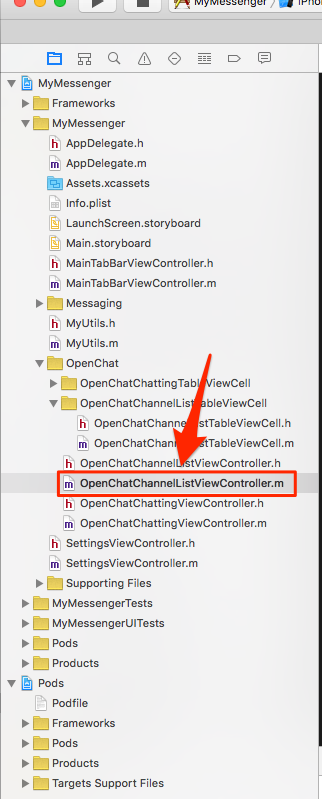 MyMessenger
iPho
MyMessenger
Frameworks
MyMessenger
h AppDelegate.h
m AppDelegate.m
Assets.xcassets
Info.plist
LaunchScreen.storyboard
Main.storyboard
h MainTabBarViewController.h
m MainTabBarViewController.m
Messaging
h MyUtils.h
m MyUtils.m
OpenChat
OpenChatChattingTableViewCell
OpenChatChannelListTableViewCell
h OpenChatChannelListTableViewCell.h
m OpenChatChannelListTableViewCell.m
h OpenChatChannelListViewController.h
m OpenChatChannelListViewController.m
h OpenChatChattingViewController.h
m OpenChatChattingViewController.m
h SettingsViewController.h
m SettingsViewController.m
Supporting Files
MyMessengerTests
MyMessengerUITests
Pods
Products
Pods
Podfile
Frameworks
Pods
Products
Targets Support Files